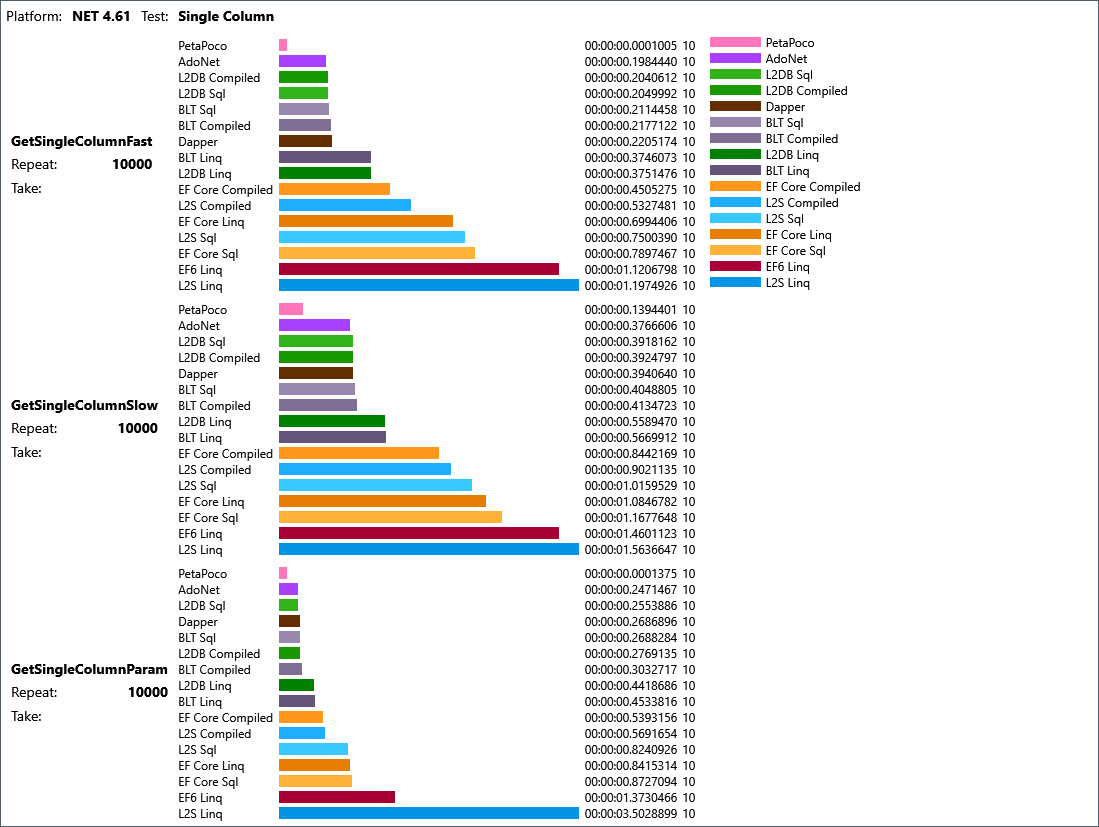 Platform: NET 4.61 Test: Single Column
GetSingleColumnFast
Repeat: 10000
Take:
PetaPoco 00:00:00.0001005 10
AdoNet 00:00:00.1984440 10
L2DB Compiled 00:00:00.2040612 10
L2DB Sql 00:00:00.2049992 10
BLT Sql 00:00:00.2114458 10
BLT Compiled 00:00:00.2177122 10
Dapper 00:00:00.2205174 10
BLT Linq 00:00:00.3746073 10
L2DB Linq 00:00:00.3751476 10
EF Core Compiled 00:00:00.4505275 10
L2S Compiled 00:00:00.5327481 10
EF Core Linq 00:00:00.6994406 10
L2S Sql 00:00:00.7500390 10
EF Core Sql 00:00:00.7897467 10
EF6 Linq 00:00:01.1206798 10
L2S Linq 00:00:01.1974926 10
GetSingleColumnSlow
Repeat: 10000
Take:
PetaPoco 00:00:00.1394401 10
AdoNet 00:00:00.3766606 10
L2DB Sql 00:00:00.3918162 10
L2DB Compiled 00:00:00.3924797 10
Dapper 00:00:00.3940640 10
BLT Sql 00:00:00.4048805 10
BLT Compiled 00:00:00.4134723 10
L2DB Linq 00:00:00.5589470 10
BLT Linq 00:00:00.5669912 10
EF Core Compiled 00:00:00.8442169 10
L2S Compiled 00:00:00.9021135 10
L2S Sql 00:00:01.0159529 10
EF Core Linq 00:00:01.0846782 10
EF Core Sql 00:00:01.1677648 10
EF6 Linq 00:00:01.4601123 10
L2S Linq 00:00:01.5636647 10
GetSingleColumnParam
Repeat: 10000
Take:
PetaPoco 00:00:00.0001375 10
AdoNet 00:00:00.2471467 10
L2DB Sql 00:00:00.2553886 10
Dapper 00:00:00.2686896 10
BLT Sql 00:00:00.2688284 10
L2DB Compiled 00:00:00.2769135 10
BLT Compiled 00:00:00.3032717 10
L2DB Linq 00:00:00.4418686 10
BLT Linq 00:00:00.4533816 10
EF Core Compiled 00:00:00.5393156 10
L2S Compiled 00:00:00.5691654 10
L2S Sql 00:00:00.8240926 10
EF Core Linq 00:00:00.8415314 10
EF Core Sql 00:00:00.8727094 10
EF6 Linq 00:00:01.3730466 10
L2S Linq 00:00:03.5028899 10
PetaPoco
AdoNet
L2DB Sql
L2DB Compiled
Dapper
BLT Sql
BLT Compiled
L2DB Linq
BLT Linq
EF Core Compiled
L2S Compiled
L2S Sql
EF Core Linq
EF Core Sql
EF6 Linq
L2S Linq